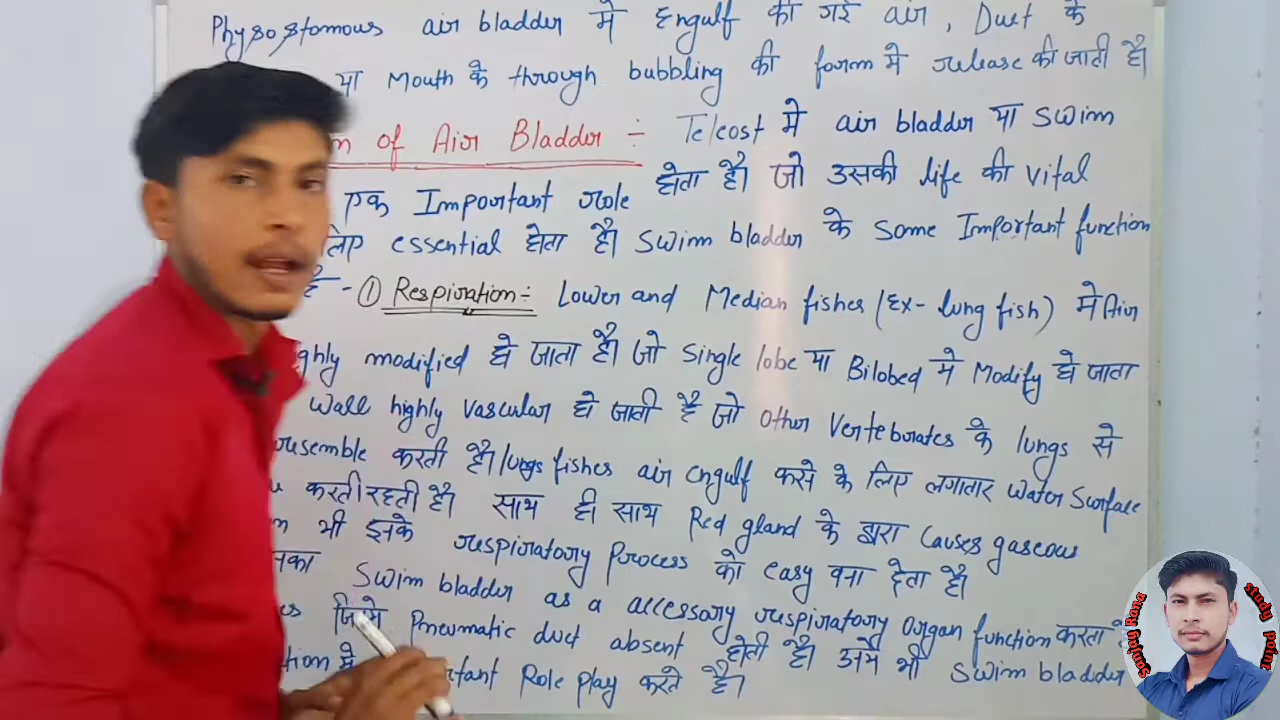 Physostomous air bladder में Engulf की गई air, Duct के
या Mouth के through bubbling की form में release की जाती है।
of Air Bladder ÷ Teleost में air bladder या swim
एक Important role होता है। जो उसकी life की vital
लिए essential होता है। swim bladder के some Important function
है - ① Respiration ÷ Lower and Median fishes (Ex- lung fish) में Air
highly modified हो जाता है। जो single lobe या Bilobed में Modify हो जाता
wall highly vascular हो जाती है जो other vertebrates के lungs से
resemble करती है। lungs fishes air engulf करने के लिए लगातार water surface
करती रहती है। साथ ही साथ Red gland के द्वारा causes gaseous
भी इनके respiratory process को easy बना देता है।
swim bladder as a accessory respiratory organ function करता है
जिनमें Pneumatic duct absent होती है। उनमें भी swim bladder
में Role play करते है।
Sanjay Rana
study point